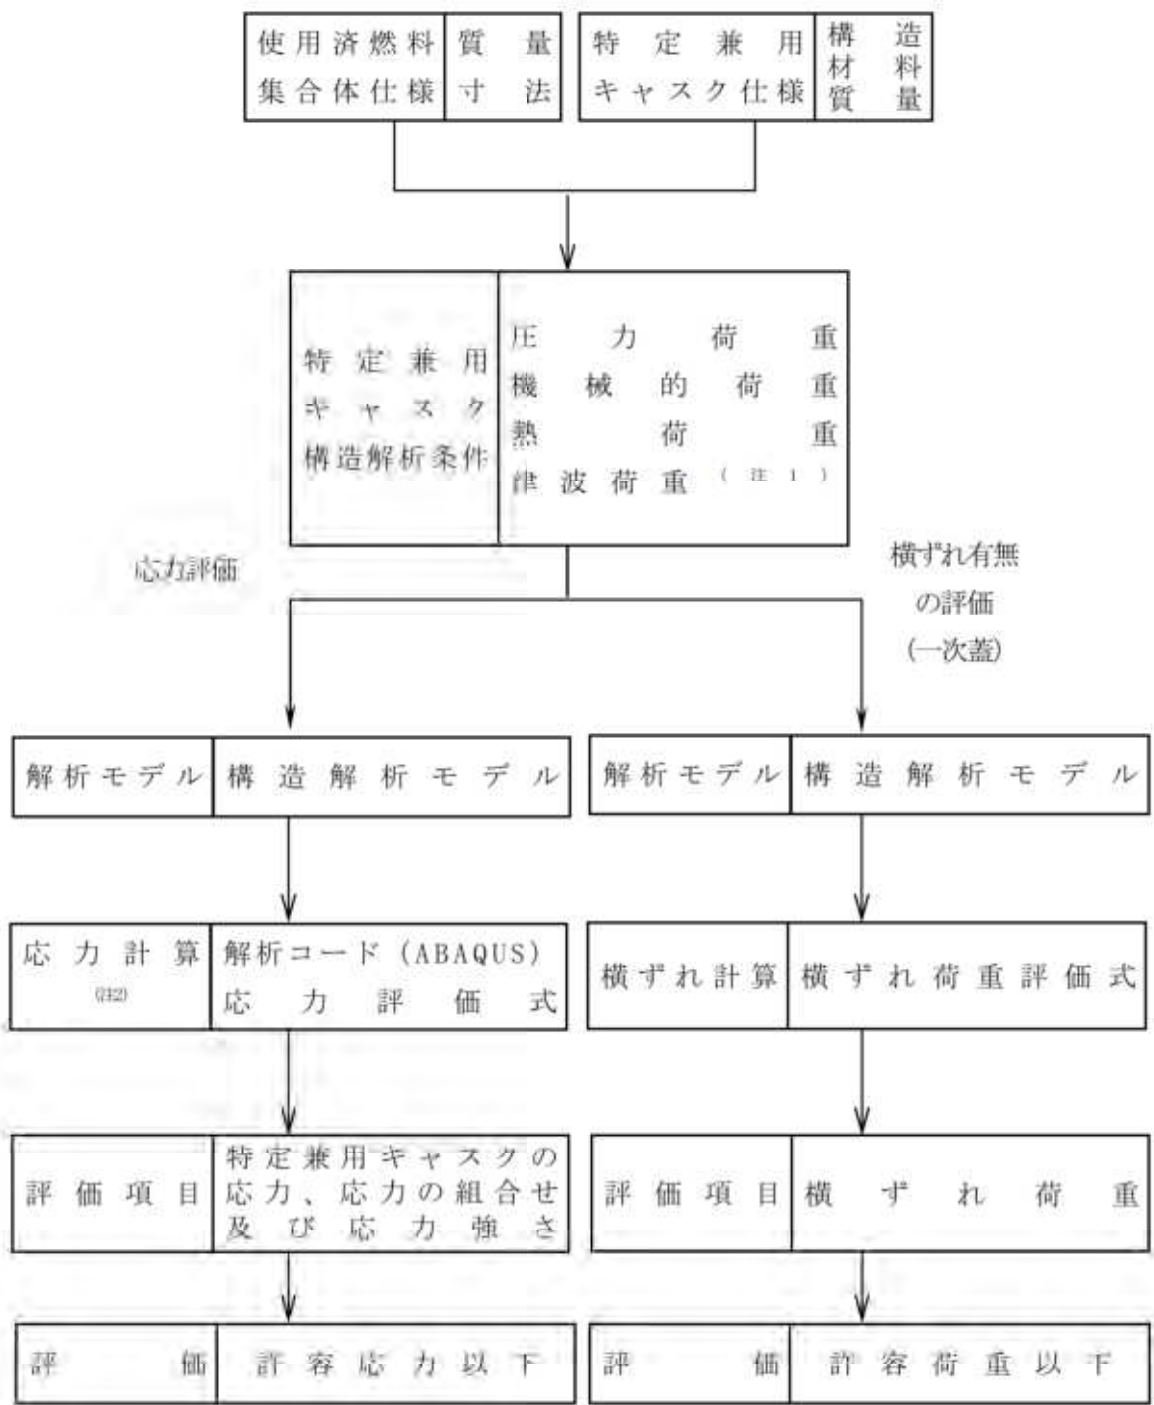 使用済燃料
集合体仕様
質量
寸法
特定兼用
キャスク仕様
構造
材料
質量
特定兼用
キャスク
構造解析条件
圧力荷重
機械的荷重
熱荷重
津波荷重(注1)
応力評価
横ずれ有無
の評価
(一次蓋)
解析モデル
構造解析モデル
解析モデル
構造解析モデル
応力計算
(注2)
解析コード(ABAQUS)
応力評価式
横ずれ計算
横ずれ荷重評価式
評価項目
特定兼用キャスクの
応力、応力の組合せ
及び応力強さ
評価項目
横ずれ荷重
評価
許容応力以下
評価
許容荷重以下